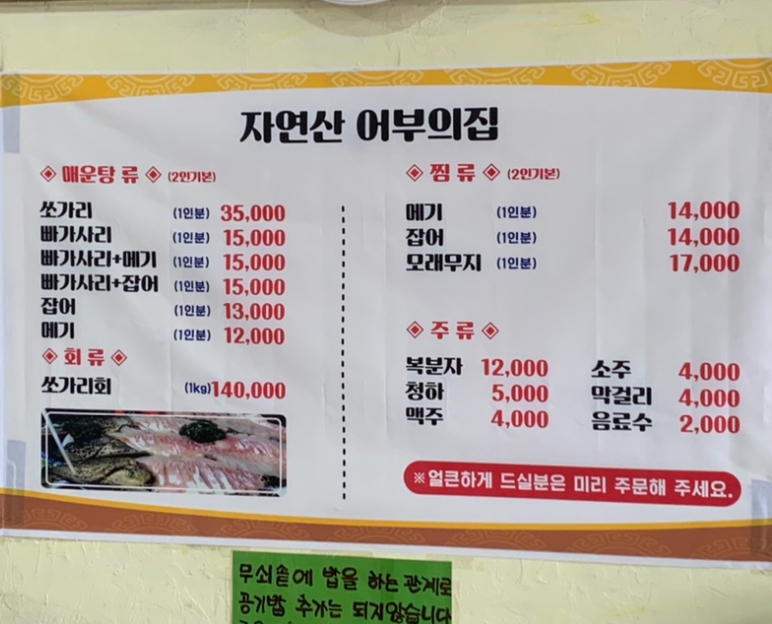 자연산 어부의집
매운탕 류 (2인기본)
쏘가리 (1인분) 35,000
빠가사리 (1인분) 15,000
빠가사리+메기 (1인분) 15,000
빠가사리+잡어 (1인분) 15,000
잡어 (1인분) 13,000
메기 (1인분) 12,000
회 류
쏘가리회 (1kg) 140,000
찜 류 (2인기본)
메기 (1인분) 14,000
잡어 (1인분) 14,000
모래무지 (1인분) 17,000
주 류
복분자 12,000 소주 4,000
청하 5,000 막걸리 4,000
맥주 4,000 음료수 2,000
※얼큰하게 드실분은 미리 주문해 주세요.
무쇠솥에 밥을 하는 관계로
공기밥 추가는 되지않습니다